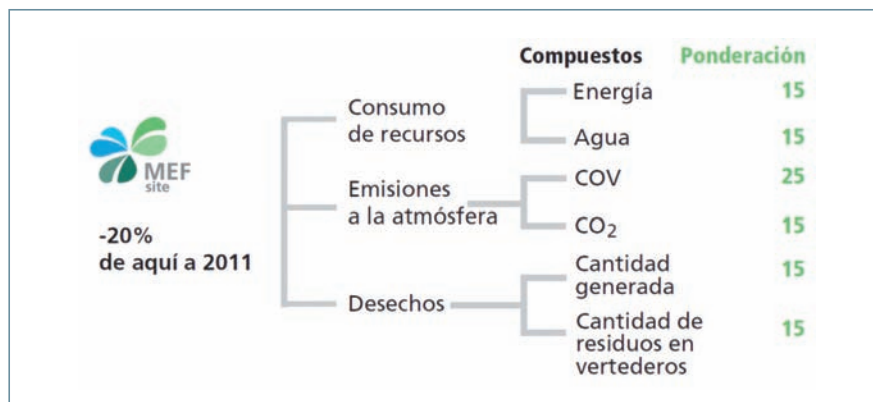 Compuestos Ponderación
Consumo
de recursos
Energía 15
Agua 15
MEF
site
Emisiones
a la atmósfera
COV 25
CO2 15
-20%
de aquí a 2011
Desechos
Cantidad
generada
15
Cantidad de
residuos en
vertederos
15